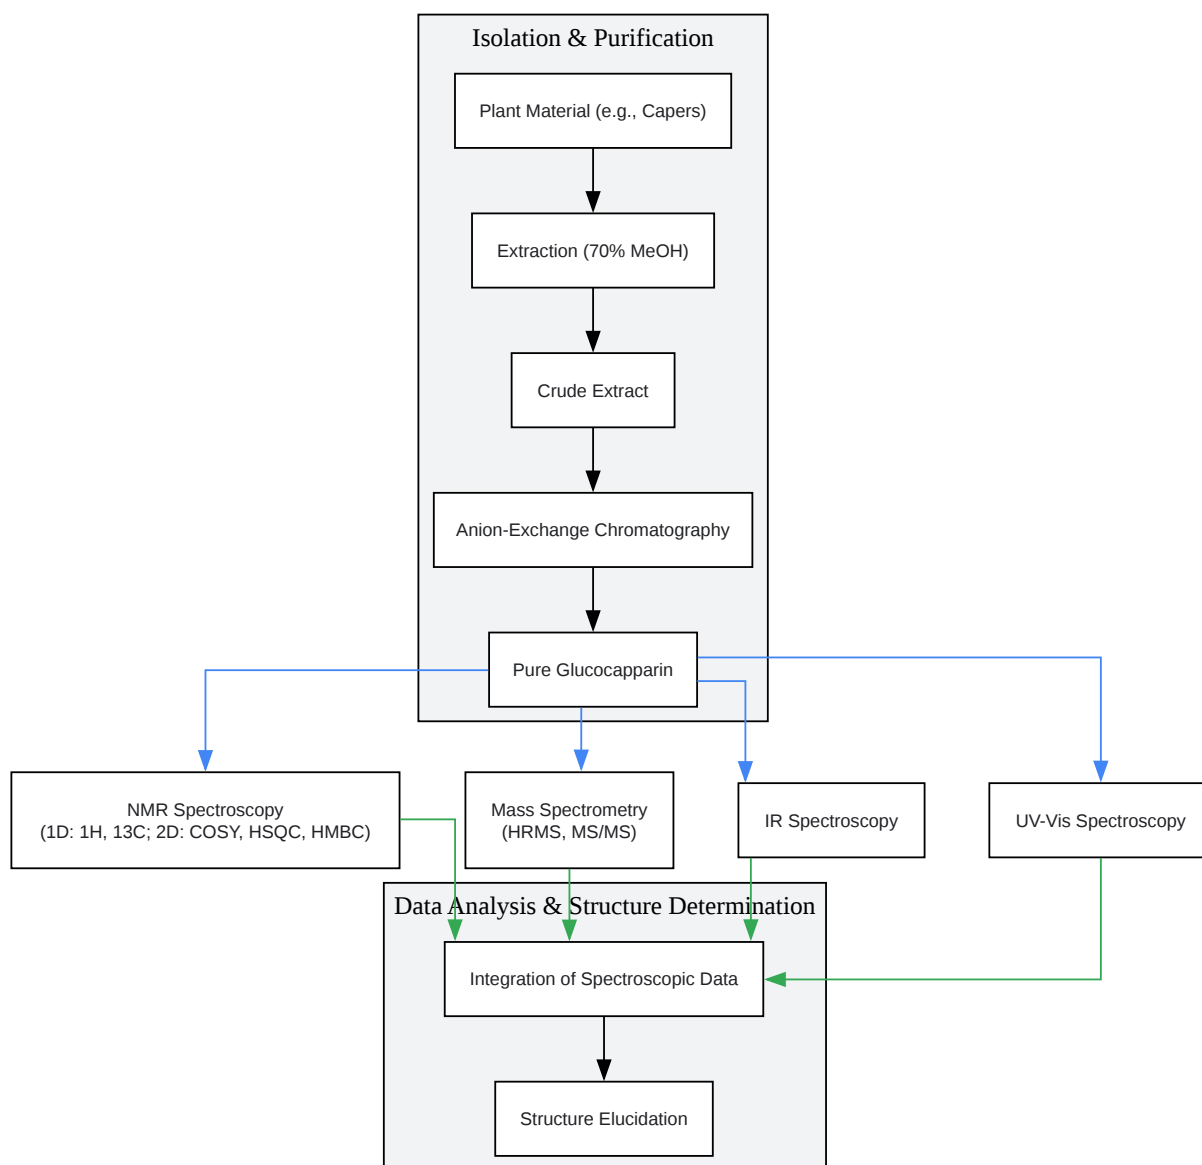 Isolation & Purification
Plant Material (e.g., Capers)
Extraction (70% MeOH)
Crude Extract
Anion-Exchange Chromatography
Pure Glucocapparin
NMR Spectroscopy
(1D: 1H, 13C; 2D: COSY, HSQC, HMBC)
Mass Spectrometry
(HRMS, MS/MS)
IR Spectroscopy
UV-Vis Spectroscopy
Data Analysis & Structure Determination
Integration of Spectroscopic Data
Structure Elucidation